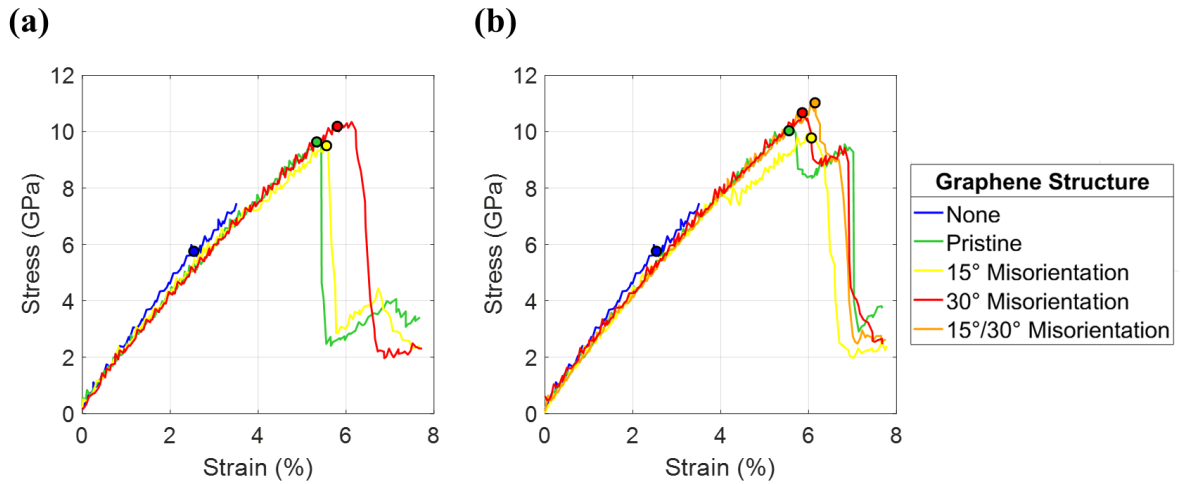 (a)
(b)
12
10
8
6
4
2
0
Stress (GPa)
0 2 4 6 8
Strain (%)
12
10
8
6
4
2
0
Stress (GPa)
0 2 4 6 8
Strain (%)
Graphene Structure
None
Pristine
15° Misorientation
30° Misorientation
15°/30° Misorientation